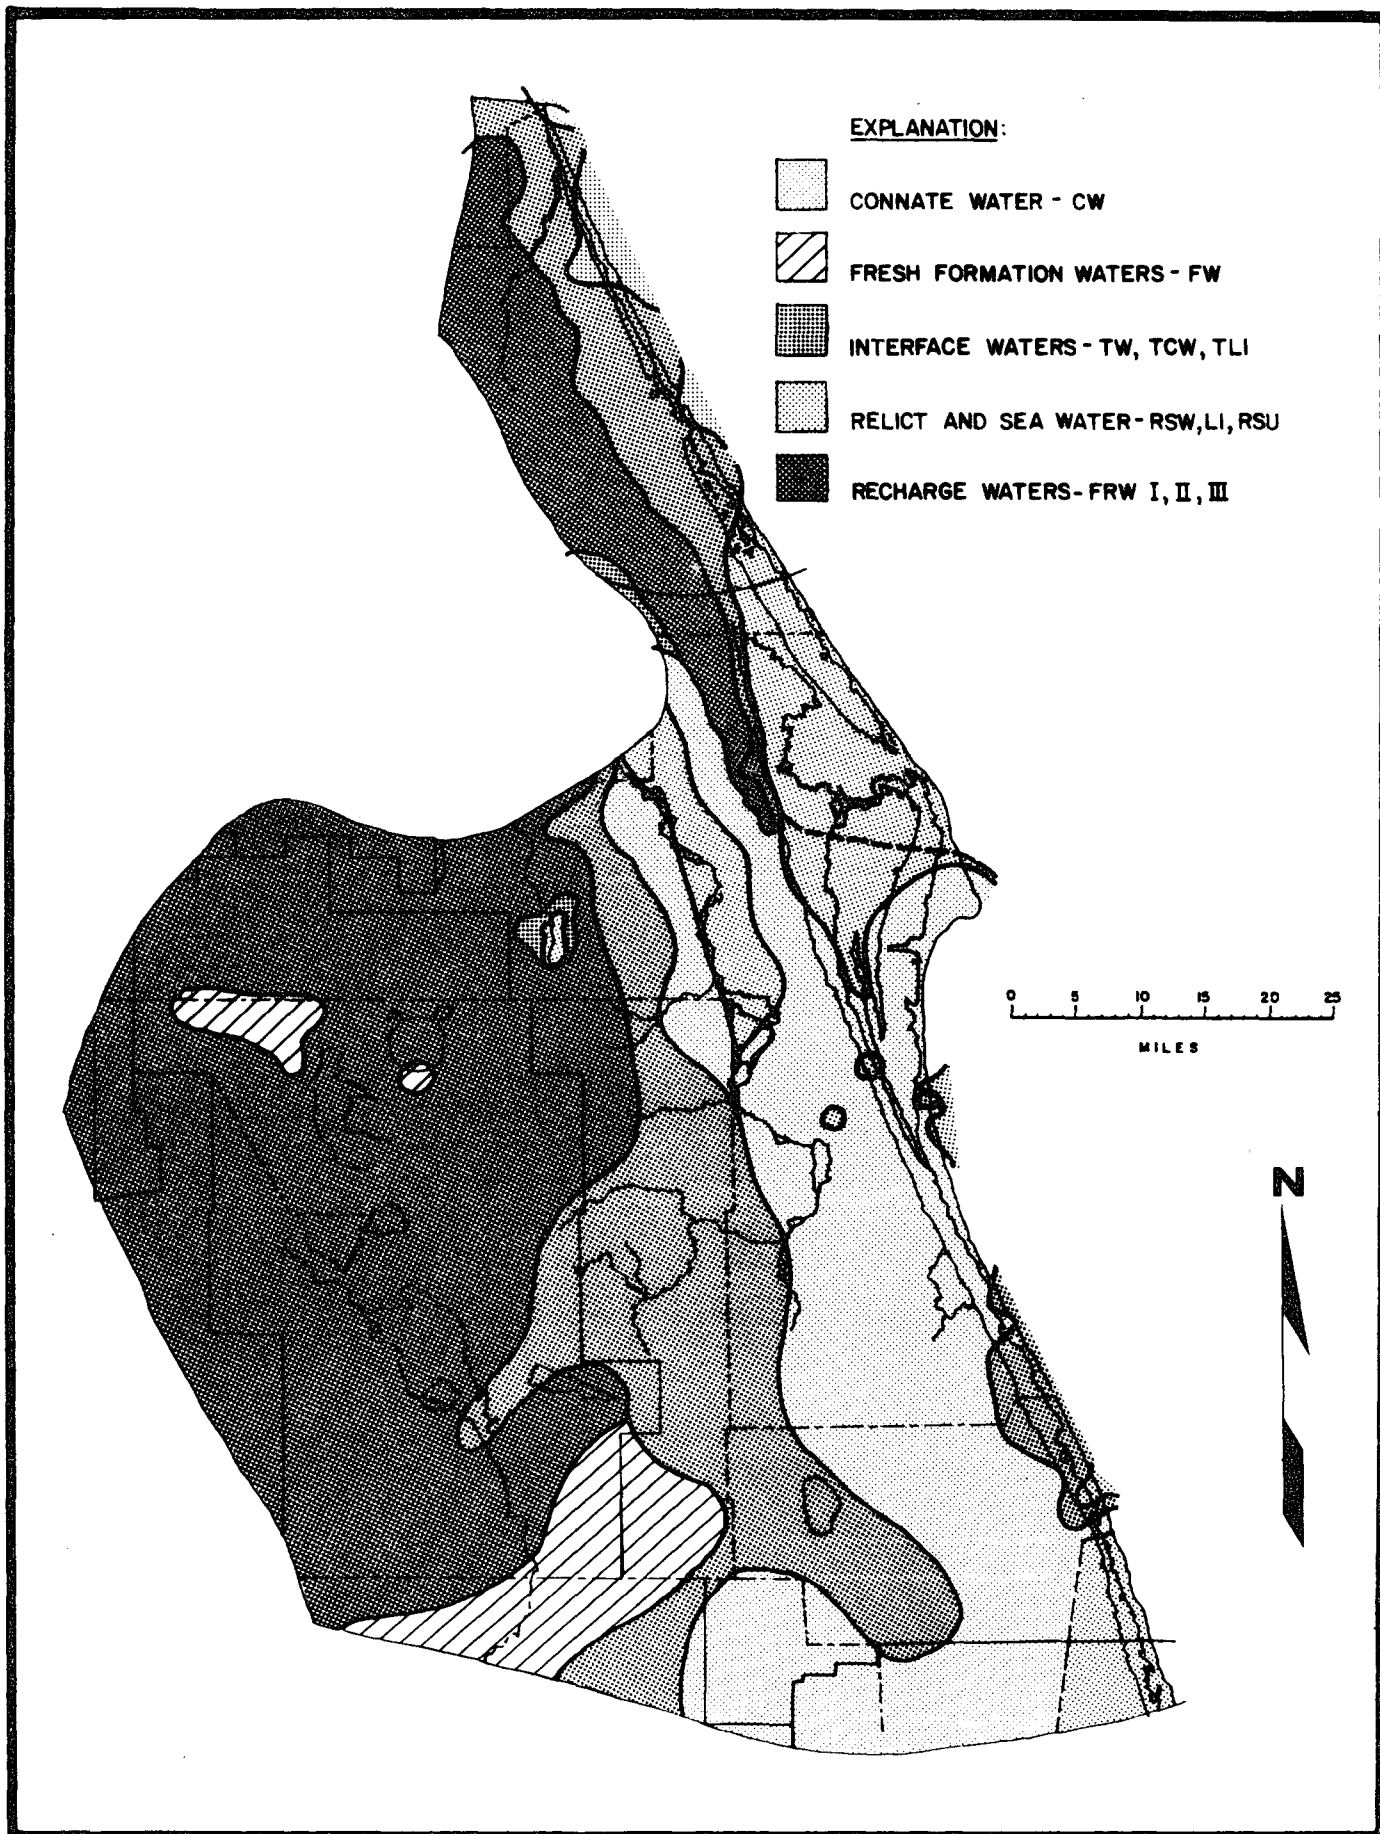 EXPLANATION:
CONNATE WATER - CW
FRESH FORMATION WATERS - FW
INTERFACE WATERS - TW, TCW, TLI
RELICT AND SEA WATER - RSW, LI, RSU
RECHARGE WATERS - FRW I, II, III
0 5 10 15 20 25
MILES
N